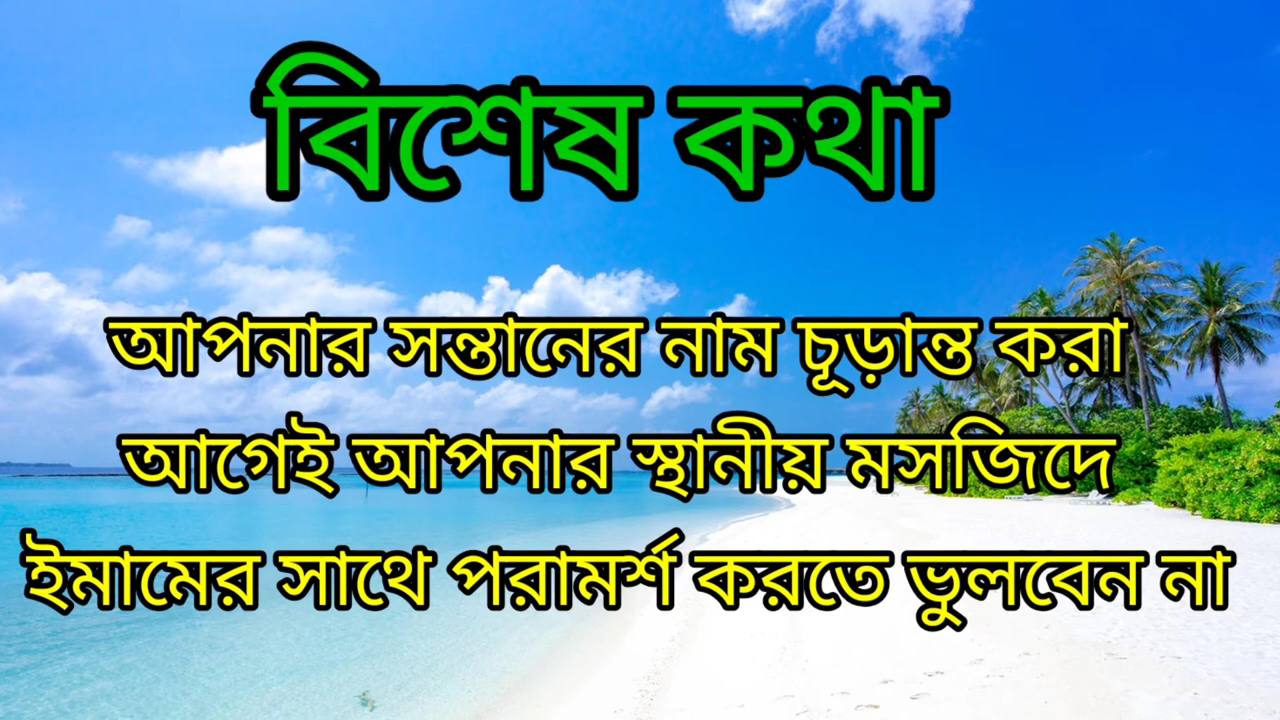 বিশেষ কথা
আপনার সন্তানের নাম চূড়ান্ত করা
আগেই আপনার স্থানীয় মসজিদে
ইমামের সাথে পরামর্শ করতে ভুলবেন না